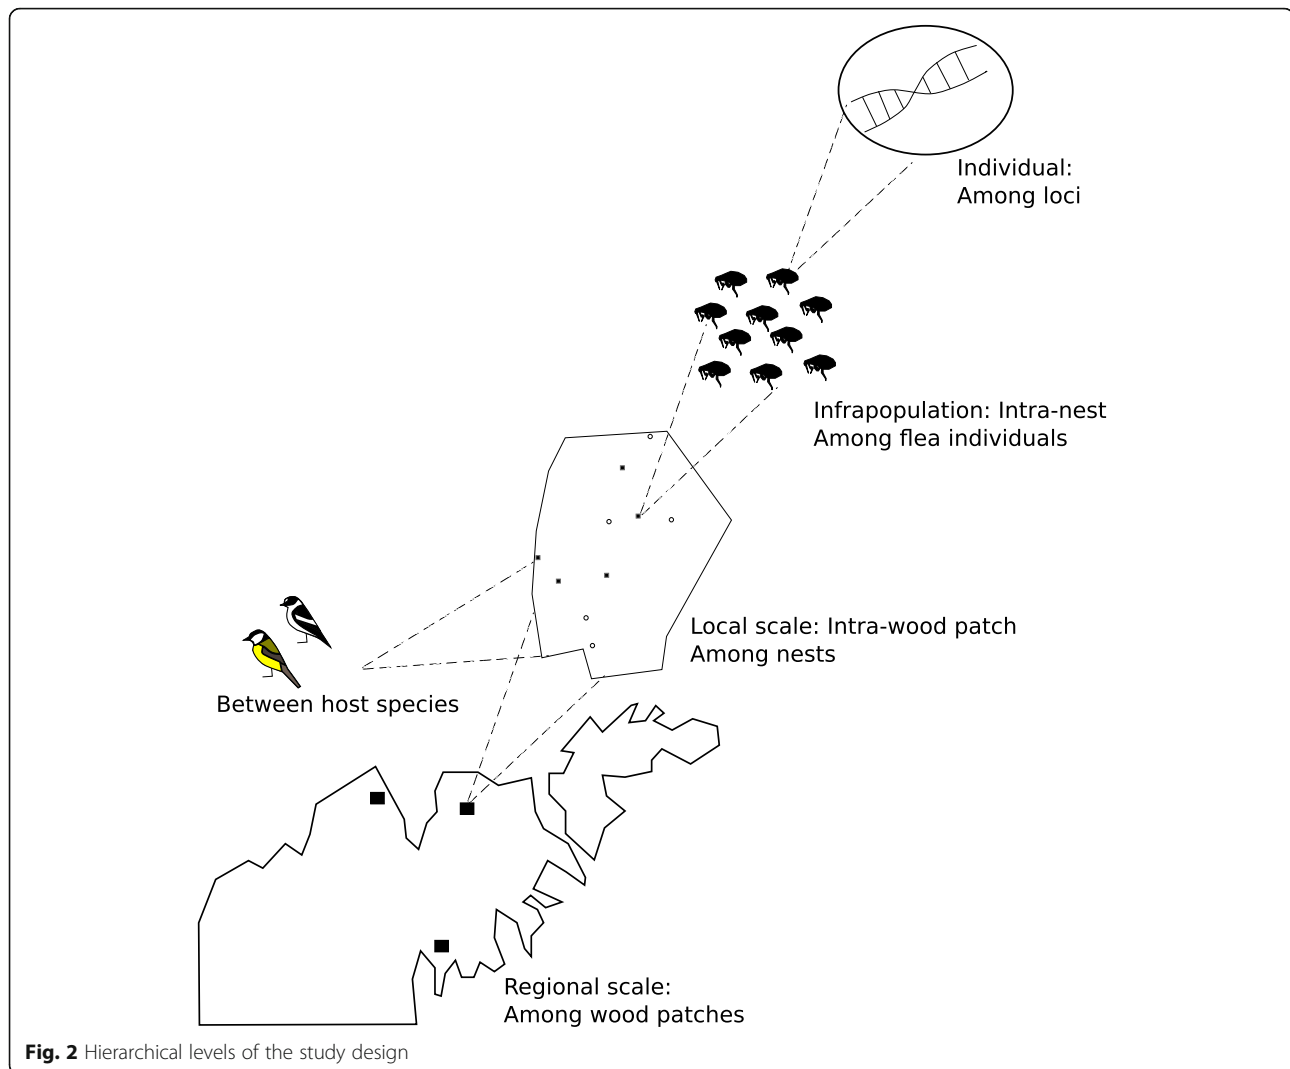 Individual:
Among loci
Infrapopulation: Intra-nest
Among flea individuals
Local scale: Intra-wood patch
Among nests
Between host species
Regional scale:
Among wood patches
Fig. 2 Hierarchical levels of the study design